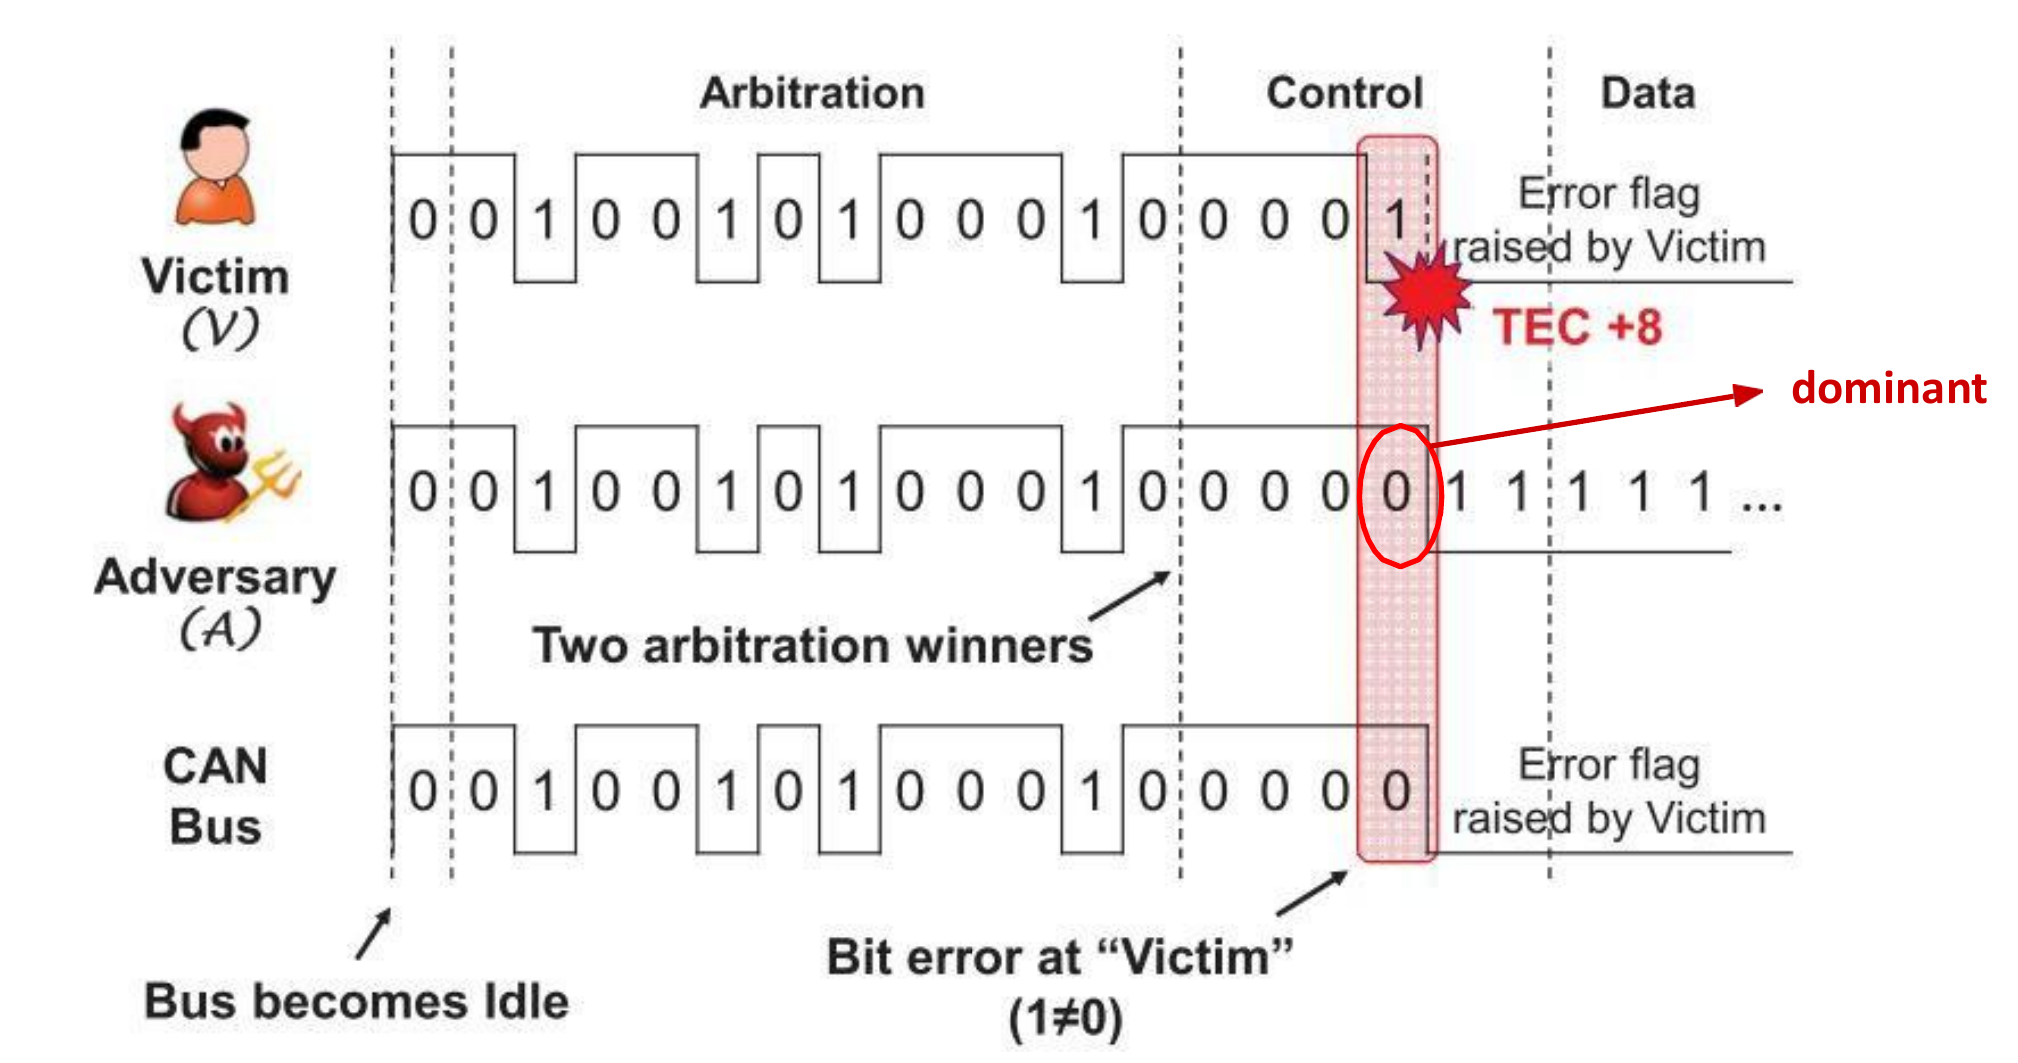 Arbitration Control Data
Victim
(V)
0 0 1 0 0 1 0 1 0 0 0 1 0 0 0 0 1
Error flag
raised by Victim
TEC +8
dominant
Adversary
(A)
0 0 1 0 0 1 0 1 0 0 0 1 0 0 0 0 0 1 1 1 1 1 ...
Two arbitration winners
CAN
Bus
0 0 1 0 0 1 0 1 0 0 0 1 0 0 0 0 0
Error flag
raised by Victim
Bus becomes Idle
Bit error at “Victim”
(1≠0)